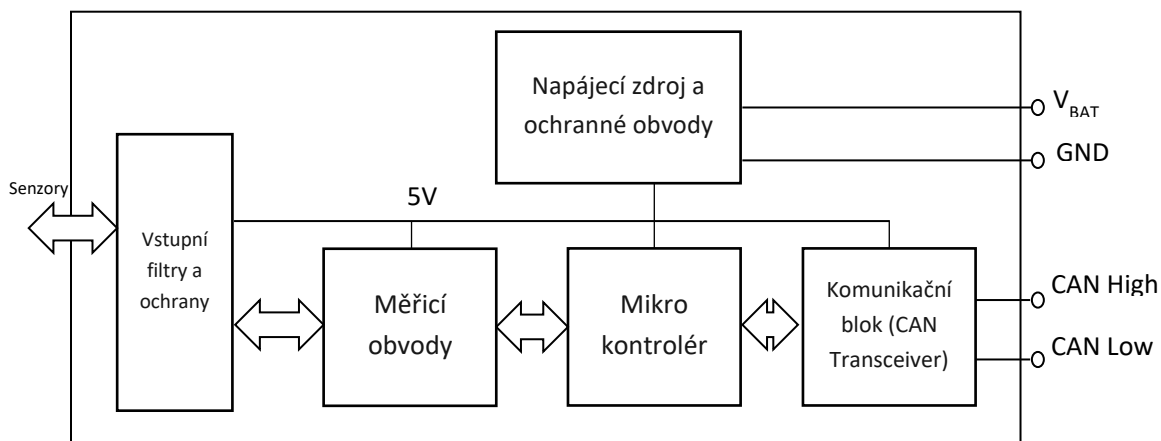 Napájecí zdroj a
ochranné obvody
V_BAT
GND
Senzory
5V
Vstupní
filtry a
ochrany
Měřicí
obvody
Mikro
kontrolér
Komunikační
blok (CAN
Transceiver)
CAN High
CAN Low